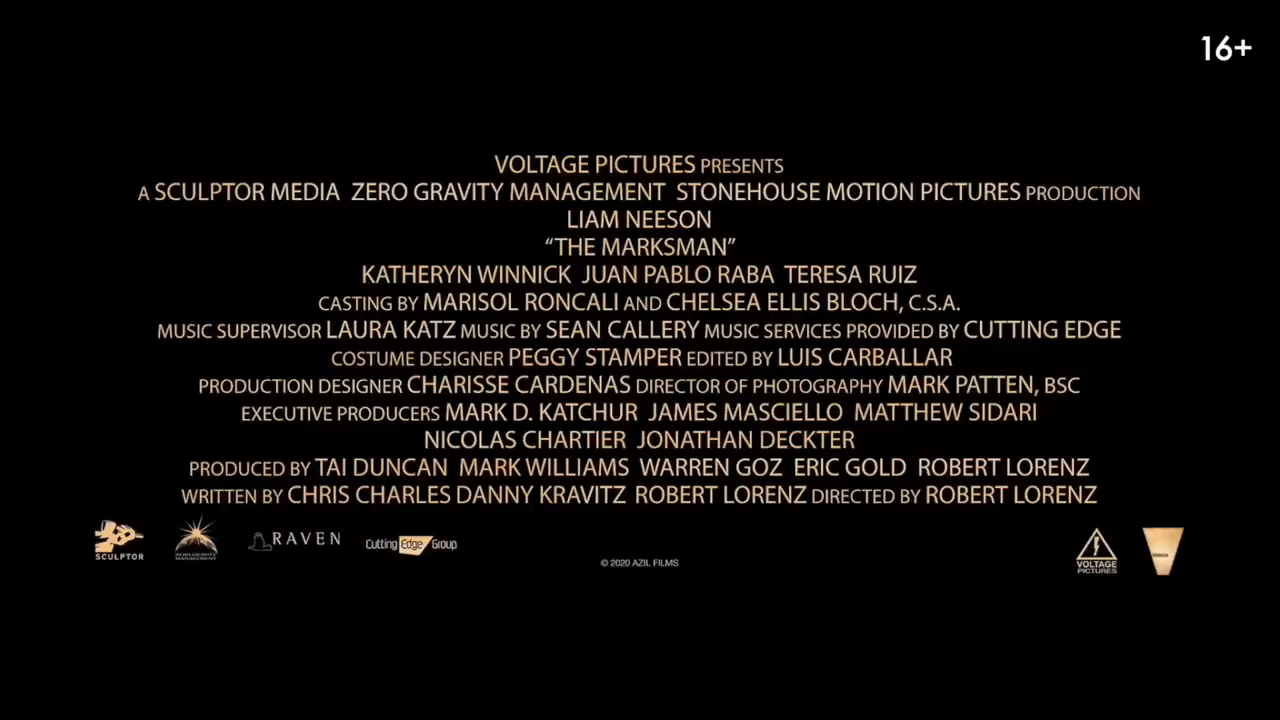 16+
VOLTAGE PICTURES PRESENTS
A SCULPTOR MEDIA ZERO GRAVITY MANAGEMENT STONEHOUSE MOTION PICTURES PRODUCTION
LIAM NEESON
“THE MARKSMAN”
KATHERYN WINNICK JUAN PABLO RABA TERESA RUIZ
CASTING BY MARISOL RONCALI AND CHELSEA ELLIS BLOCH, C.S.A.
MUSIC SUPERVISOR LAURA KATZ MUSIC BY SEAN CALLERY MUSIC SERVICES PROVIDED BY CUTTING EDGE
COSTUME DESIGNER PEGGY STAMPER EDITED BY LUIS CARBALLAR
PRODUCTION DESIGNER CHARISSE CARDENAS DIRECTOR OF PHOTOGRAPHY MARK PATTEN, BSC
EXECUTIVE PRODUCERS MARK D. KATCHUR JAMES MASCIELLO MATTHEW SIDARI
NICOLAS CHARTIER JONATHAN DECKTER
PRODUCED BY TAI DUNCAN MARK WILLIAMS WARREN GOZ ERIC GOLD ROBERT LORENZ
WRITTEN BY CHRIS CHARLES DANNY KRAVITZ ROBERT LORENZ DIRECTED BY ROBERT LORENZ
SCULPTOR
ZERO GRAVITY
MANAGEMENT
RAVEN
Cutting Edge Group
© 2020 AZIL FILMS
VOLTAGE
PICTURES